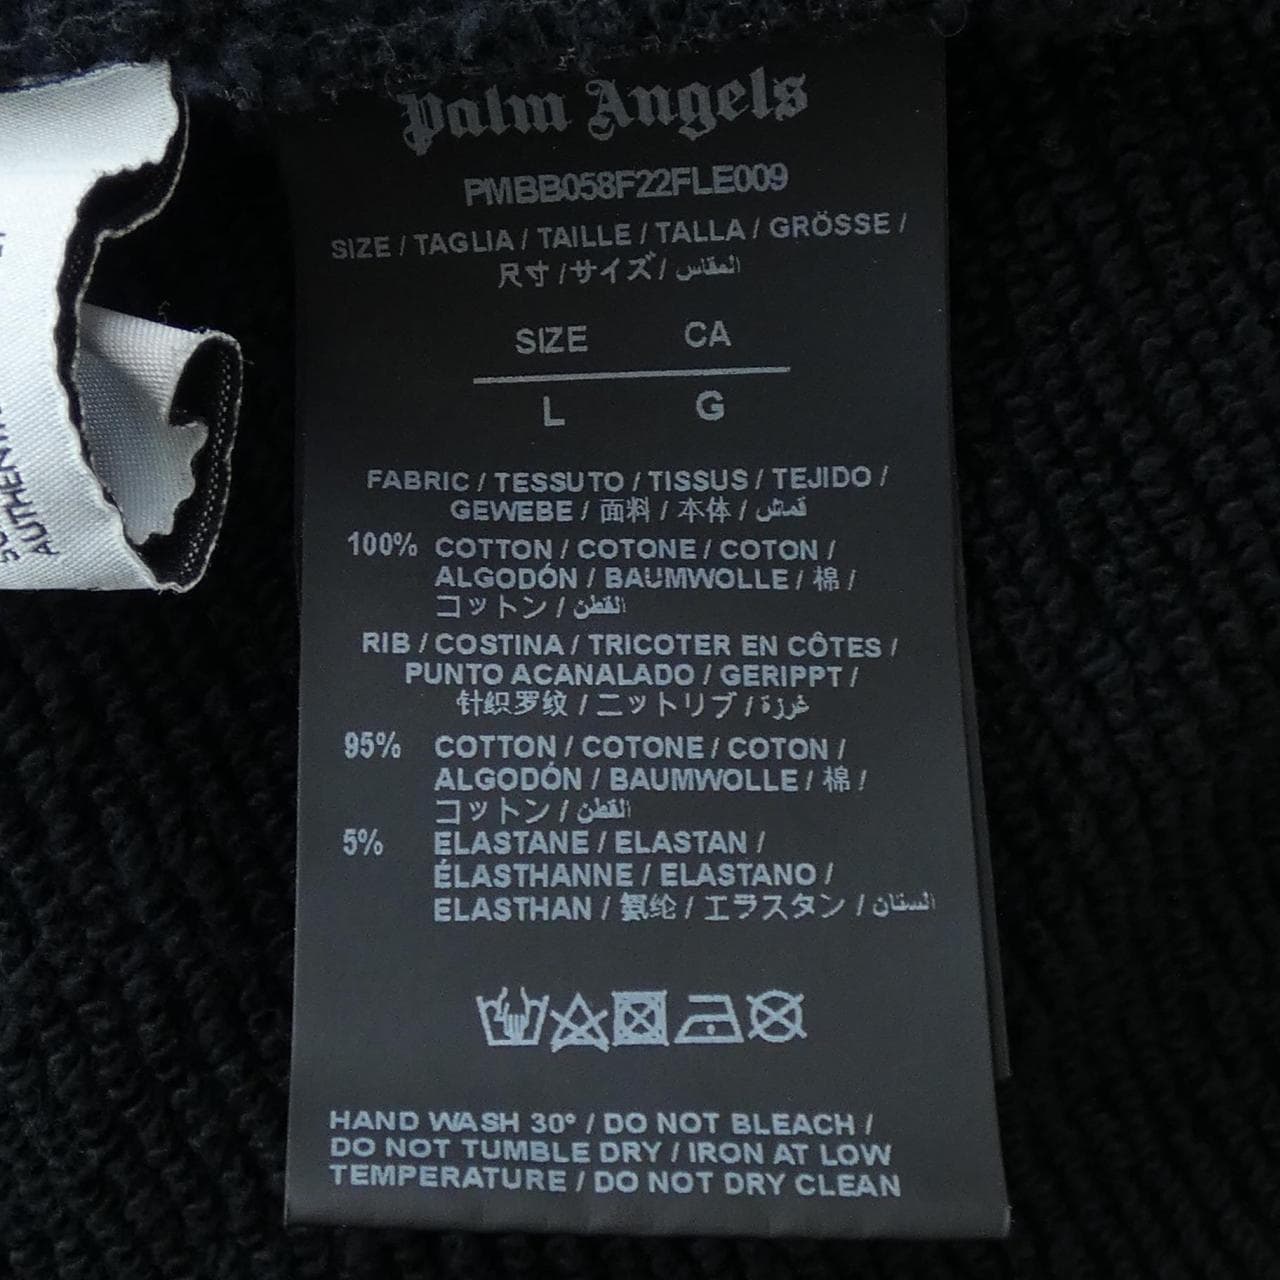 Palm Angels
PMBB058F22FLE009
SIZE / TAGLIA / TAILLE / TALLA / GRÖSSE /
尺寸 / サイズ / المقاس
SIZE CA
L G
FABRIC / TESSUTO / TISSUS / TEJIDO /
GEWEBE / 面料 / 本体 / قماش
100% COTTON / COTONE / COTON /
ALGODÓN / BAUMWOLLE / 棉 /
コットン / القطن
RIB / COSTINA / TRICOTER EN CÔTES /
PUNTO ACANALADO / GERIPPT /
针织罗纹 / ニットリブ / غرزة
95% COTTON / COTONE / COTON /
ALGODÓN / BAUMWOLLE / 棉 /
コットン / القطن
5% ELASTANE / ELASTAN /
ÉLASTHANNE / ELASTANO /
ELASTHAN / 氨纶 / エラスタン /
HAND WASH 30° / DO NOT BLEACH /
DO NOT TUMBLE DRY / IRON AT LOW
TEMPERATURE / DO NOT DRY CLEAN